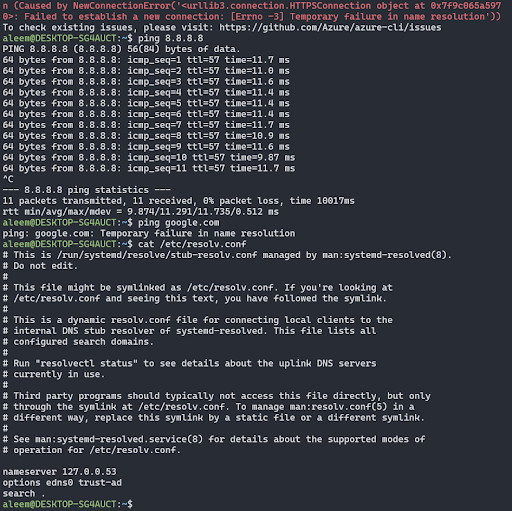 n (Caused by NewConnectionError('<urllib3.connection.HTTPSConnection object at 0x7f9c065a597
0>: Failed to establish a new connection: [Errno -3] Temporary failure in name resolution'))
To check existing issues, please visit: https://github.com/Azure/azure-cli/issues
aleem@DESKTOP-SG4AUCT:~$ ping 8.8.8.8
PING 8.8.8.8 (8.8.8.8) 56(84) bytes of data.
64 bytes from 8.8.8.8: icmp_seq=1 ttl=57 time=11.7 ms
64 bytes from 8.8.8.8: icmp_seq=2 ttl=57 time=11.0 ms
64 bytes from 8.8.8.8: icmp_seq=3 ttl=57 time=11.6 ms
64 bytes from 8.8.8.8: icmp_seq=4 ttl=57 time=11.4 ms
64 bytes from 8.8.8.8: icmp_seq=5 ttl=57 time=11.4 ms
64 bytes from 8.8.8.8: icmp_seq=6 ttl=57 time=11.4 ms
64 bytes from 8.8.8.8: icmp_seq=7 ttl=57 time=11.7 ms
64 bytes from 8.8.8.8: icmp_seq=8 ttl=57 time=10.9 ms
64 bytes from 8.8.8.8: icmp_seq=9 ttl=57 time=11.6 ms
64 bytes from 8.8.8.8: icmp_seq=10 ttl=57 time=9.87 ms
64 bytes from 8.8.8.8: icmp_seq=11 ttl=57 time=11.7 ms
^C
--- 8.8.8.8 ping statistics ---
11 packets transmitted, 11 received, 0% packet loss, time 10017ms
rtt min/avg/max/mdev = 9.874/11.291/11.735/0.512 ms
aleem@DESKTOP-SG4AUCT:~$ ping google.com
ping: google.com: Temporary failure in name resolution
aleem@DESKTOP-SG4AUCT:~$ cat /etc/resolv.conf
# This is /run/systemd/resolve/stub-resolv.conf managed by man:systemd-resolved(8).
# Do not edit.
#
# This file might be symlinked as /etc/resolv.conf. If you're looking at
# /etc/resolv.conf and seeing this text, you have followed the symlink.
#
# This is a dynamic resolv.conf file for connecting local clients to the
# internal DNS stub resolver of systemd-resolved. This file lists all
# configured search domains.
#
# Run "resolvectl status" to see details about the uplink DNS servers
# currently in use.
#
# Third party programs should typically not access this file directly, but only
# through the symlink at /etc/resolv.conf. To manage man:resolv.conf(5) in a
# different way, replace this symlink by a static file or a different symlink.
#
# See man:systemd-resolved.service(8) for details about the supported modes of
# operation for /etc/resolv.conf.

nameserver 127.0.0.53
options edns0 trust-ad
search .
aleem@DESKTOP-SG4AUCT:~$